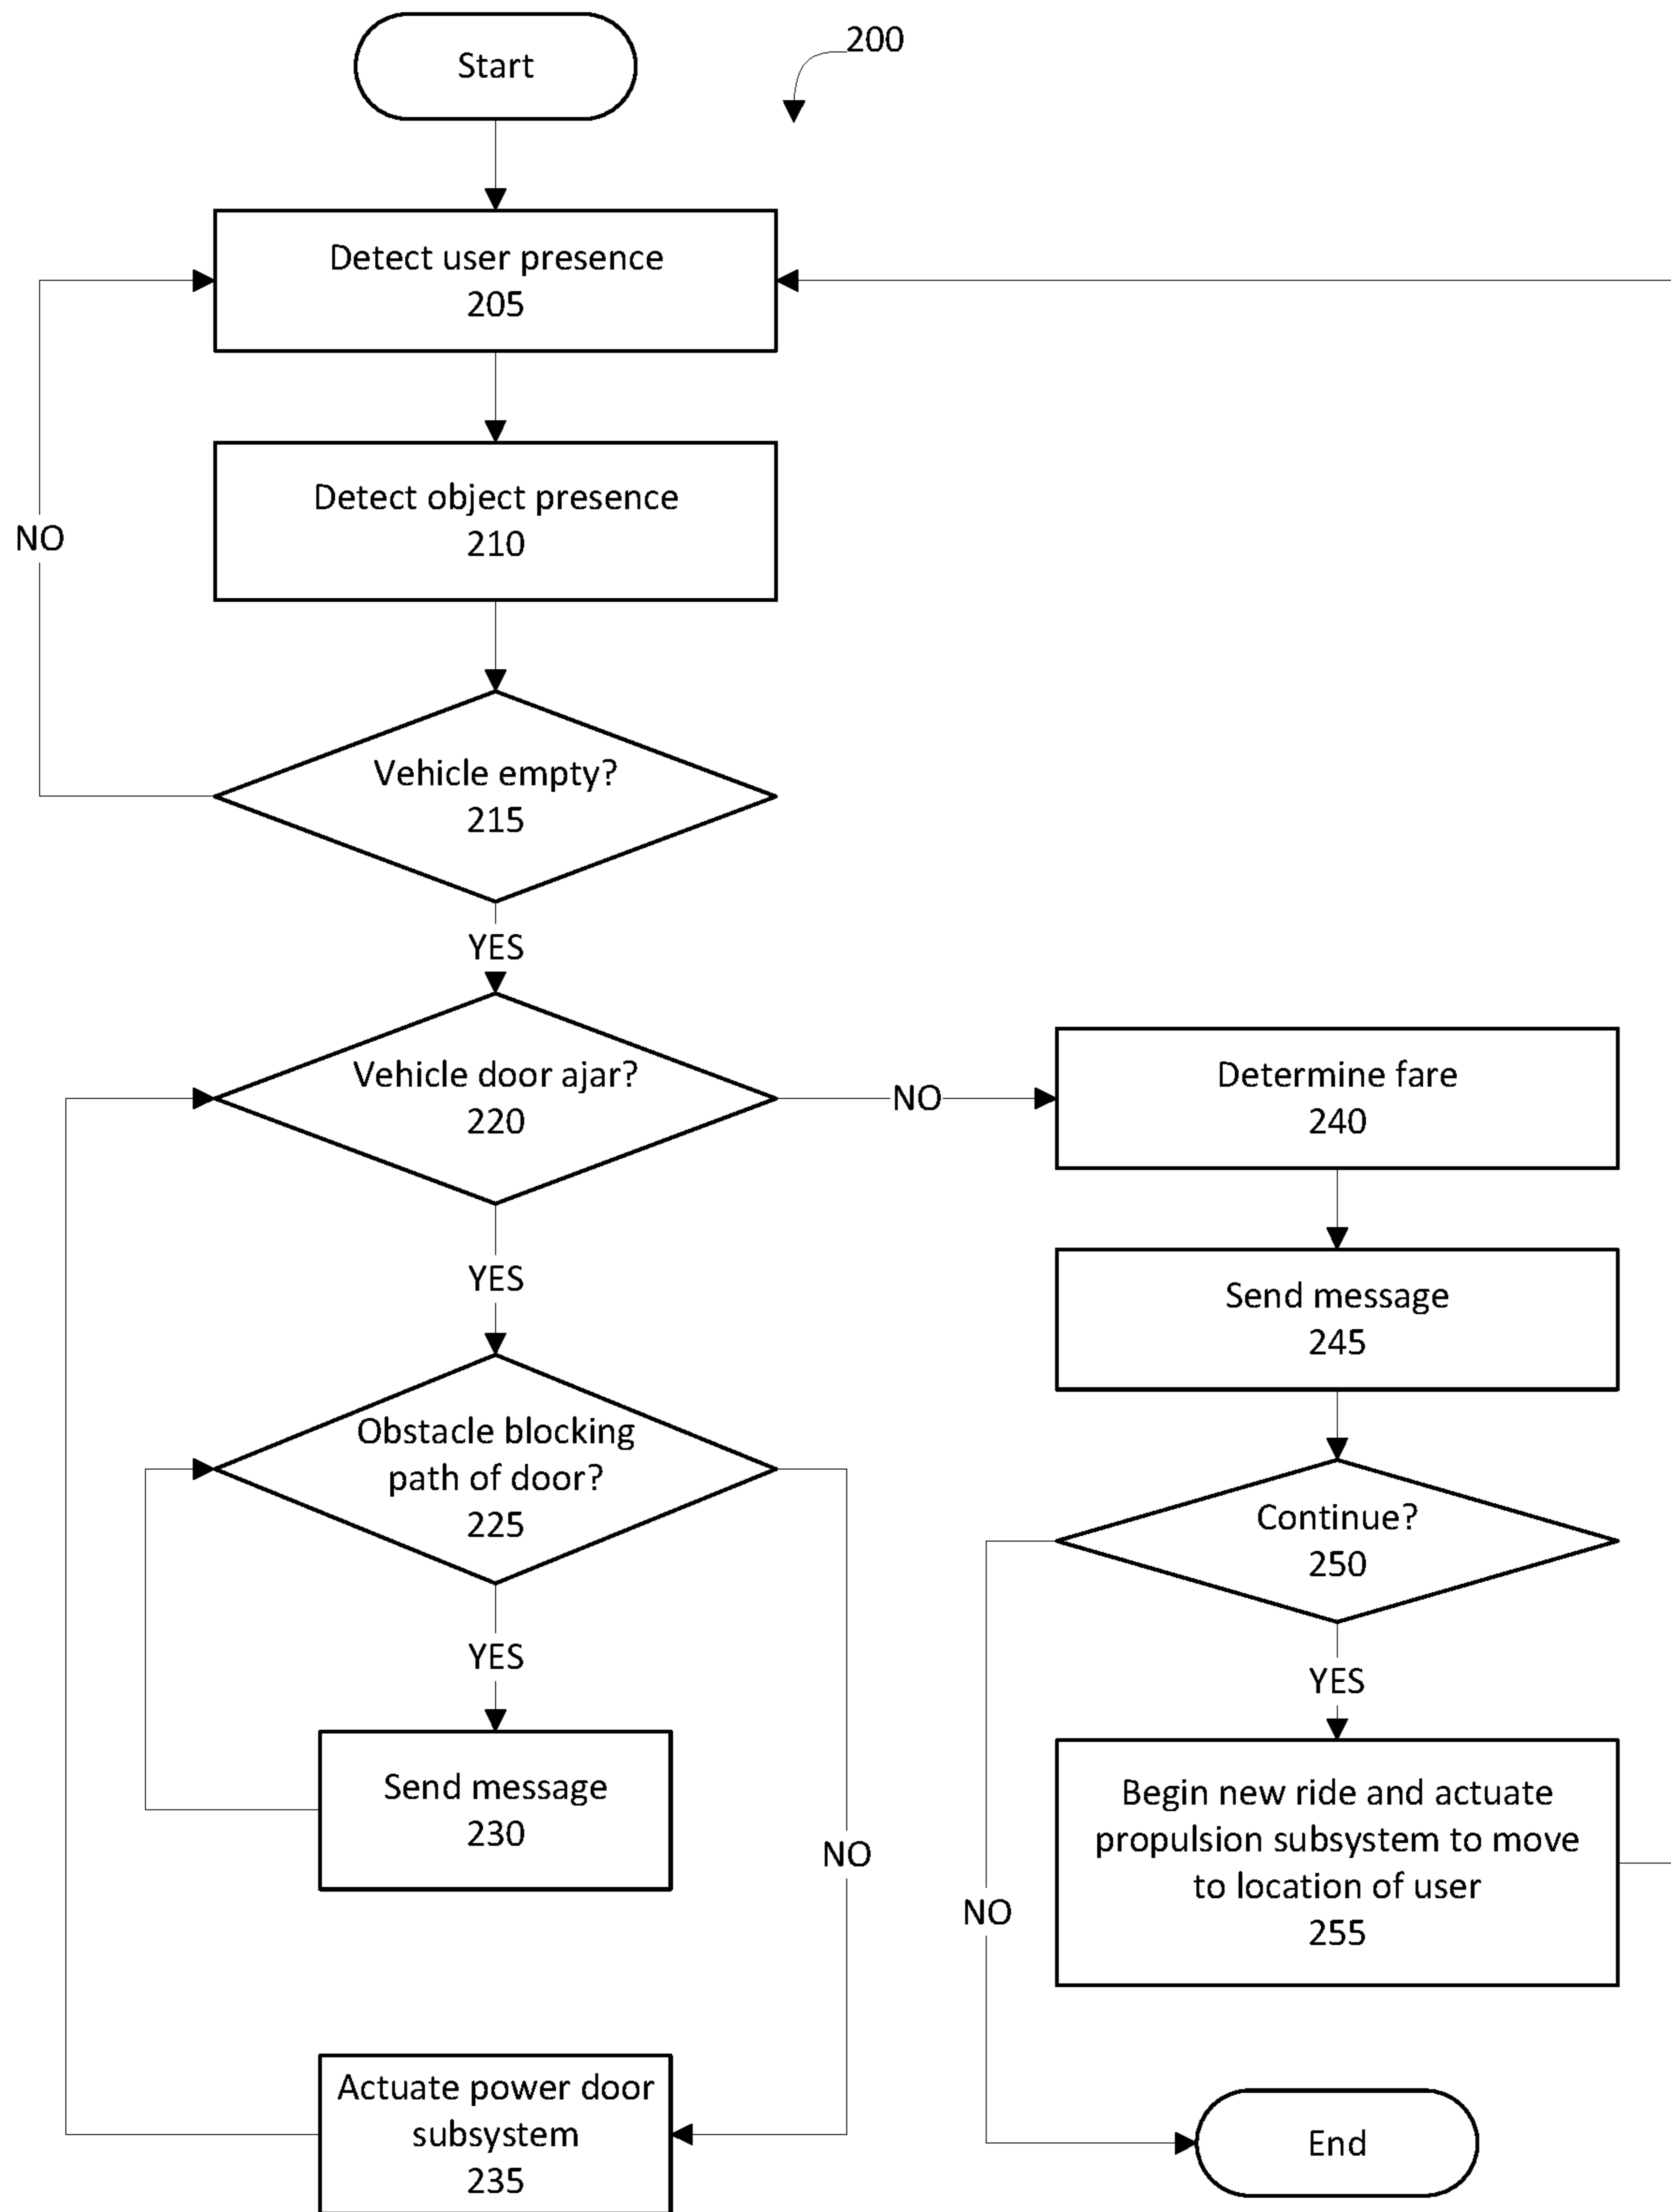 Start
200
Detect user presence
205
Detect object presence
210
NO
Vehicle empty?
215
YES
Vehicle door ajar?
220
NO
Determine fare
240
YES
Send message
245
Obstacle blocking
path of door?
225
Continue?
250
YES
YES
Send message
230
NO
Begin new ride and actuate
propulsion subsystem to move
to location of user
255
NO
Actuate power door
subsystem
235
End